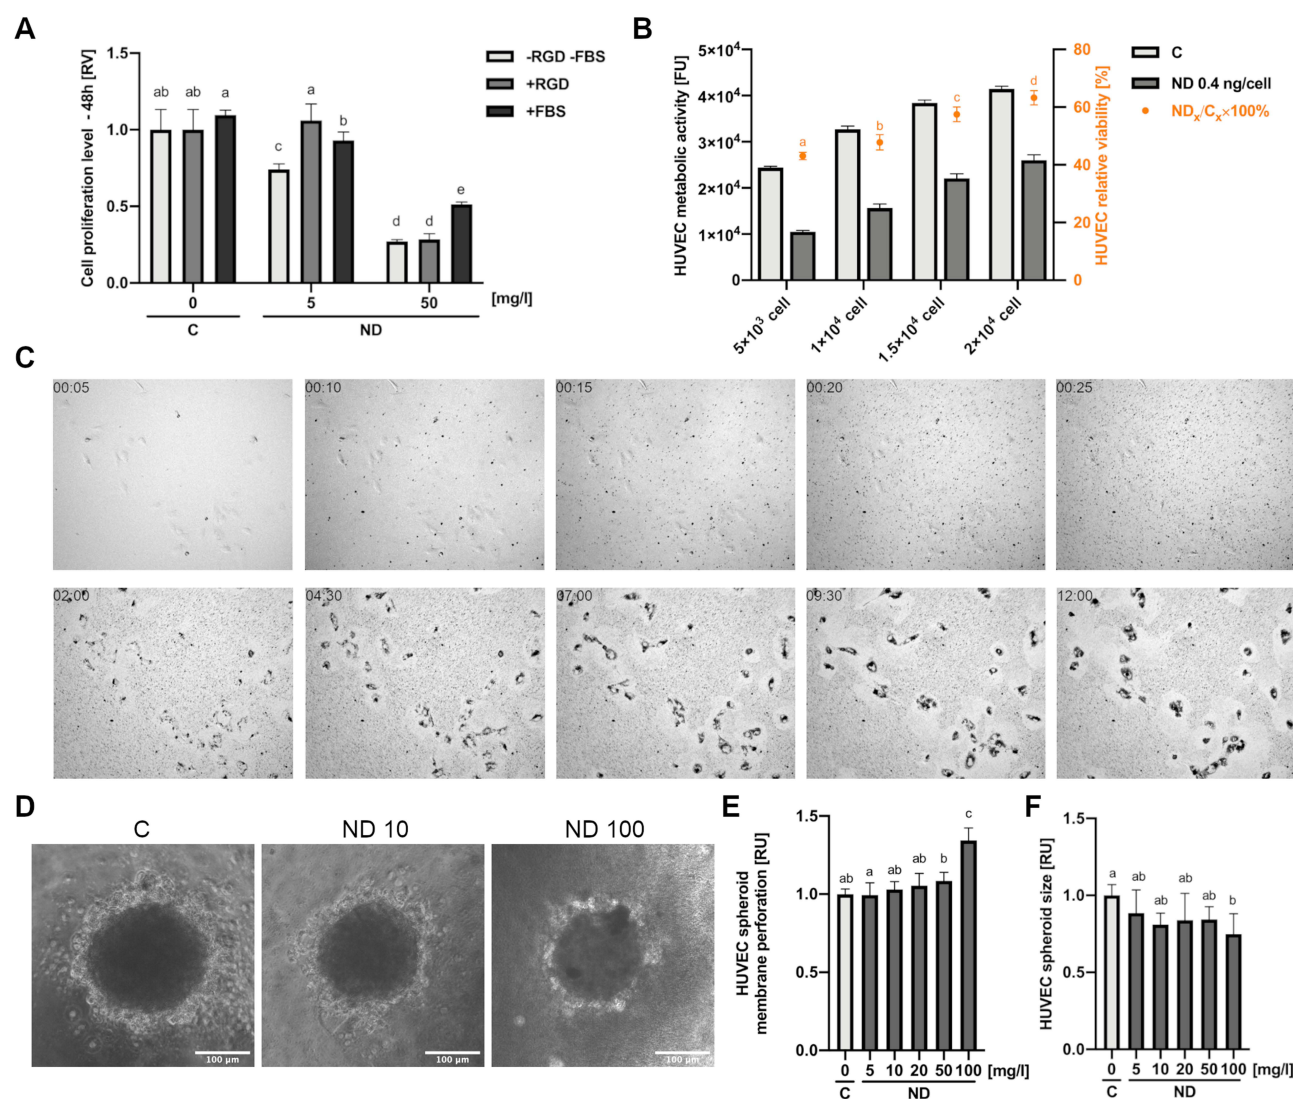 A
Cell proliferation level - 48h [RV]
1.5
1.0
0.5
0.0
ab
ab
a
c
a
b
d
d
e
-RGD -FBS
+RGD
+FBS
0
5
50
[mg/l]
C
ND
B
HUVEC metabolic activity [FU]
5×10⁴
4×10⁴
3×10⁴
2×10⁴
1×10⁴
0
a
b
c
d
80
60
40
20
0
HUVEC relative viability [%]
C
ND 0.4 ng/cell
NDₓ/Cₓ×100%
5×10³ cell
1×10⁴ cell
1.5×10⁴ cell
2×10⁴ cell
C
00:05
00:10
00:15
00:20
00:25
02:00
04:30
07:00
09:30
12:00
D
C
ND 10
ND 100
100 µm
100 µm
100 µm
E
HUVEC spheroid
membrane perforation [RU]
1.5
1.0
0.5
0.0
ab
a
ab
ab
b
c
0
5
10
20
50
100
[mg/l]
C
ND
F
HUVEC spheroid size [RU]
1.5
1.0
0.5
0.0
a
ab
ab
ab
ab
b
0
5
10
20
50
100
[mg/l]
C
ND